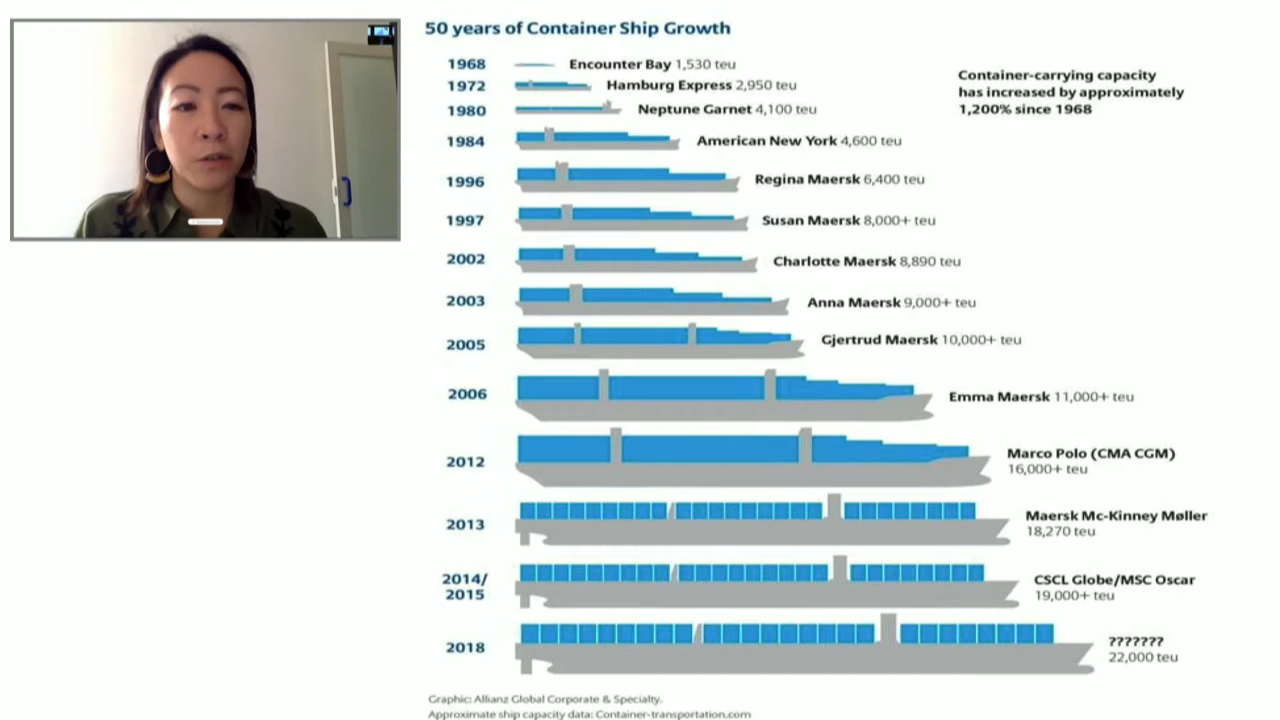 50 years of Container Ship Growth
1968 Encounter Bay 1,530 teu
1972 Hamburg Express 2,950 teu
1980 Neptune Garnet 4,100 teu
Container-carrying capacity
has increased by approximately
1,200% since 1968
1984 American New York 4,600 teu
1996 Regina Maersk 6,400 teu
1997 Susan Maersk 8,000+ teu
2002 Charlotte Maersk 8,890 teu
2003 Anna Maersk 9,000+ teu
2005 Gjertrud Maersk 10,000+ teu
2006 Emma Maersk 11,000+ teu
2012 Marco Polo (CMA CGM)
16,000+ teu
2013 Maersk Mc-Kinney Møller
18,270 teu
2014/
2015 CSCL Globe/MSC Oscar
19,000+ teu
2018 ???????
22,000 teu
Graphic: Allianz Global Corporate & Specialty.
Approximate ship capacity data: Container-transportation.com